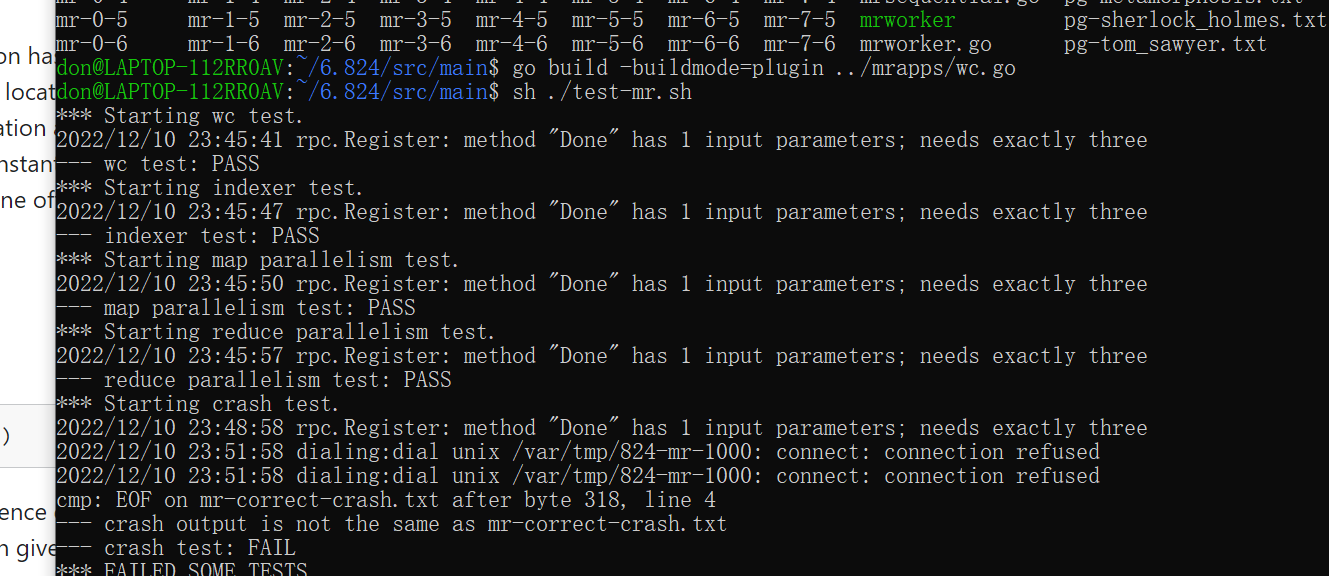 mr-0-5 mr-1-5 mr-2-5 mr-3-5 mr-4-5 mr-5-5 mr-6-5 mr-7-5 mrworker pg-sherlock_holmes.txt
mr-0-6 mr-1-6 mr-2-6 mr-3-6 mr-4-6 mr-5-6 mr-6-6 mr-7-6 mrworker.go pg-tom_sawyer.txt
don@LAPTOP-112RR0AV:~/6.824/src/main$ go build -buildmode=plugin ../mrapps/wc.go
don@LAPTOP-112RR0AV:~/6.824/src/main$ sh ./test-mr.sh
*** Starting wc test.
2022/12/10 23:45:41 rpc.Register: method "Done" has 1 input parameters; needs exactly three
--- wc test: PASS
*** Starting indexer test.
2022/12/10 23:45:47 rpc.Register: method "Done" has 1 input parameters; needs exactly three
--- indexer test: PASS
*** Starting map parallelism test.
2022/12/10 23:45:50 rpc.Register: method "Done" has 1 input parameters; needs exactly three
--- map parallelism test: PASS
*** Starting reduce parallelism test.
2022/12/10 23:45:57 rpc.Register: method "Done" has 1 input parameters; needs exactly three
--- reduce parallelism test: PASS
*** Starting crash test.
2022/12/10 23:48:58 rpc.Register: method "Done" has 1 input parameters; needs exactly three
2022/12/10 23:51:58 dialing:dial unix /var/tmp/824-mr-1000: connect: connection refused
2022/12/10 23:51:58 dialing:dial unix /var/tmp/824-mr-1000: connect: connection refused
cmp: EOF on mr-correct-crash.txt after byte 318, line 4
--- crash output is not the same as mr-correct-crash.txt
--- crash test: FAIL
*** FAILED SOME TESTS